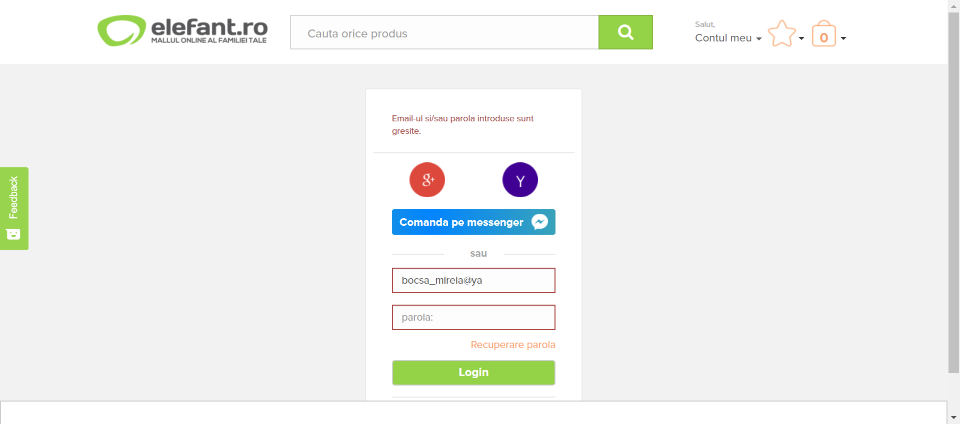 elefant.ro
MALLUL ONLINE AL FAMILIEI TALE
Cauta orice produs
Salut,
Contul meu
0
Email-ul si/sau parola introduse sunt
gresite.
g+
Y
Comanda pe messenger
sau
bocsa_mirela@ya
parola:
Recuperare parola
Login
Feedback